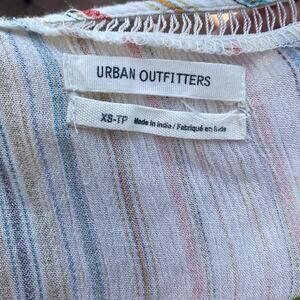 URBAN OUTFITTERS
XS-TP Made in India / Fabriqué en Inde